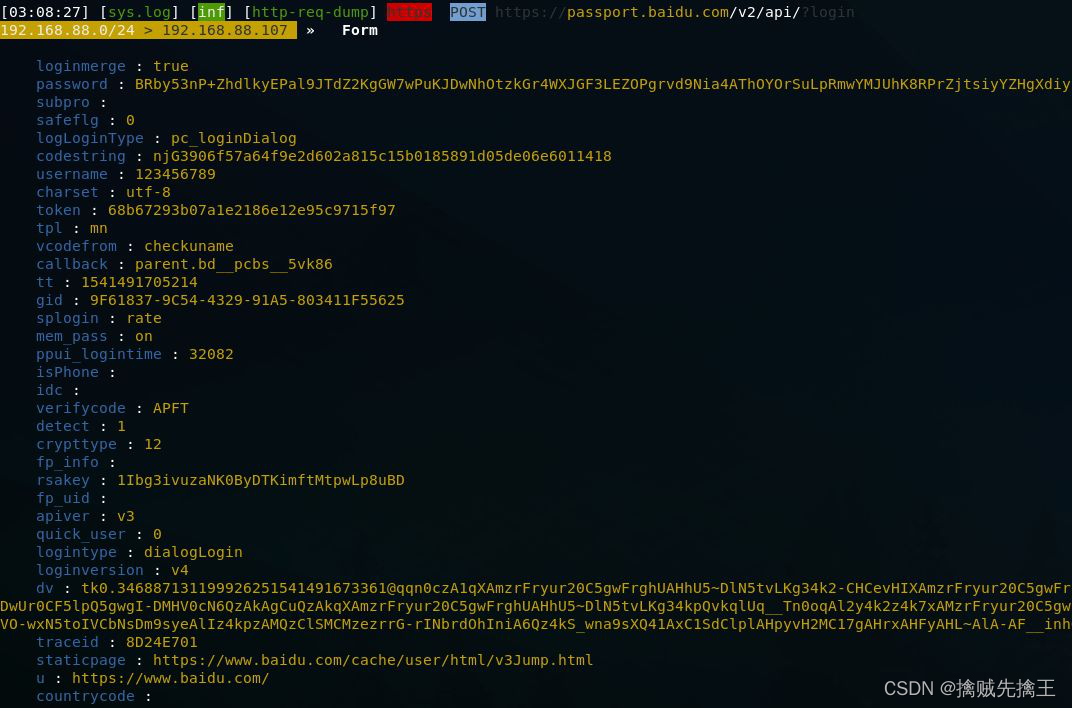 [03:08:27] [sys.log] [inf] [http-req-dump] https POST https://passport.baidu.com/v2/api/?login
192.168.88.0/24 > 192.168.88.107 » Form
loginmerge : true
password : BRby53nP+ZhdlkyEPal9JTdZ2KgGW7wPuKJDwNhOtzkGr4WXJGF3LEZOPgrvd9Nia4AThOYOrSuLpRmwYMJUhK8RPrZjtsiyYZHgXdiy
subpro :
safeflg : 0
logLoginType : pc_loginDialog
codestring : njG3906f57a64f9e2d602a815c15b0185891d05de06e6011418
username : 123456789
charset : utf-8
token : 68b67293b07a1e2186e12e95c9715f97
tpl : mn
vcodefrom : checkuname
callback : parent.bd__pcbs__5vk86
tt : 1541491705214
gid : 9F61837-9C54-4329-91A5-803411F55625
splogin : rate
mem_pass : on
ppui_logintime : 32082
isPhone :
idc :
verifycode : APFT
detect : 1
crypttype : 12
fp_info :
rsakey : 1Ibg3ivuzaNK0ByDTKimftMtpwLp8uBD
fp_uid :
apiver : v3
quick_user : 0
logintype : dialogLogin
loginversion : v4
dv : tk0.34688713119992625154149167​3361@qqn0czA1qXAmzrFryur20C5gwFrghUAHhU5~DlN5tvLKg34k2-CHCevHIXAmzrFryur20C5gwFr
DwUr0CF5lpQ5gwgI-DMHV0cN6QzAkAgCuQzAkqXAmzrFryur20C5gwFrghUAHhU5~DlN5tvLKg34kpQvkqlUq__Tn0oqAl2y4k2z4k7xAMzrFryur20C5gw
VO-wxN5toIVCbNsDm9syeAlIz4kpzAMQzClSMCMzezrrG-rINbrdOhIniA6Qz4kS_wna9sXQ41AxC1SdClplAHpyvH2MC17gAHrxAHFyAHL~AlA-AF__inh
traceid : 8D24E701
staticpage : https://www.baidu.com/cache/user/html/v3Jump.html
u : https://www.baidu.com/
countrycode :
CSDN @擒贼先擒王